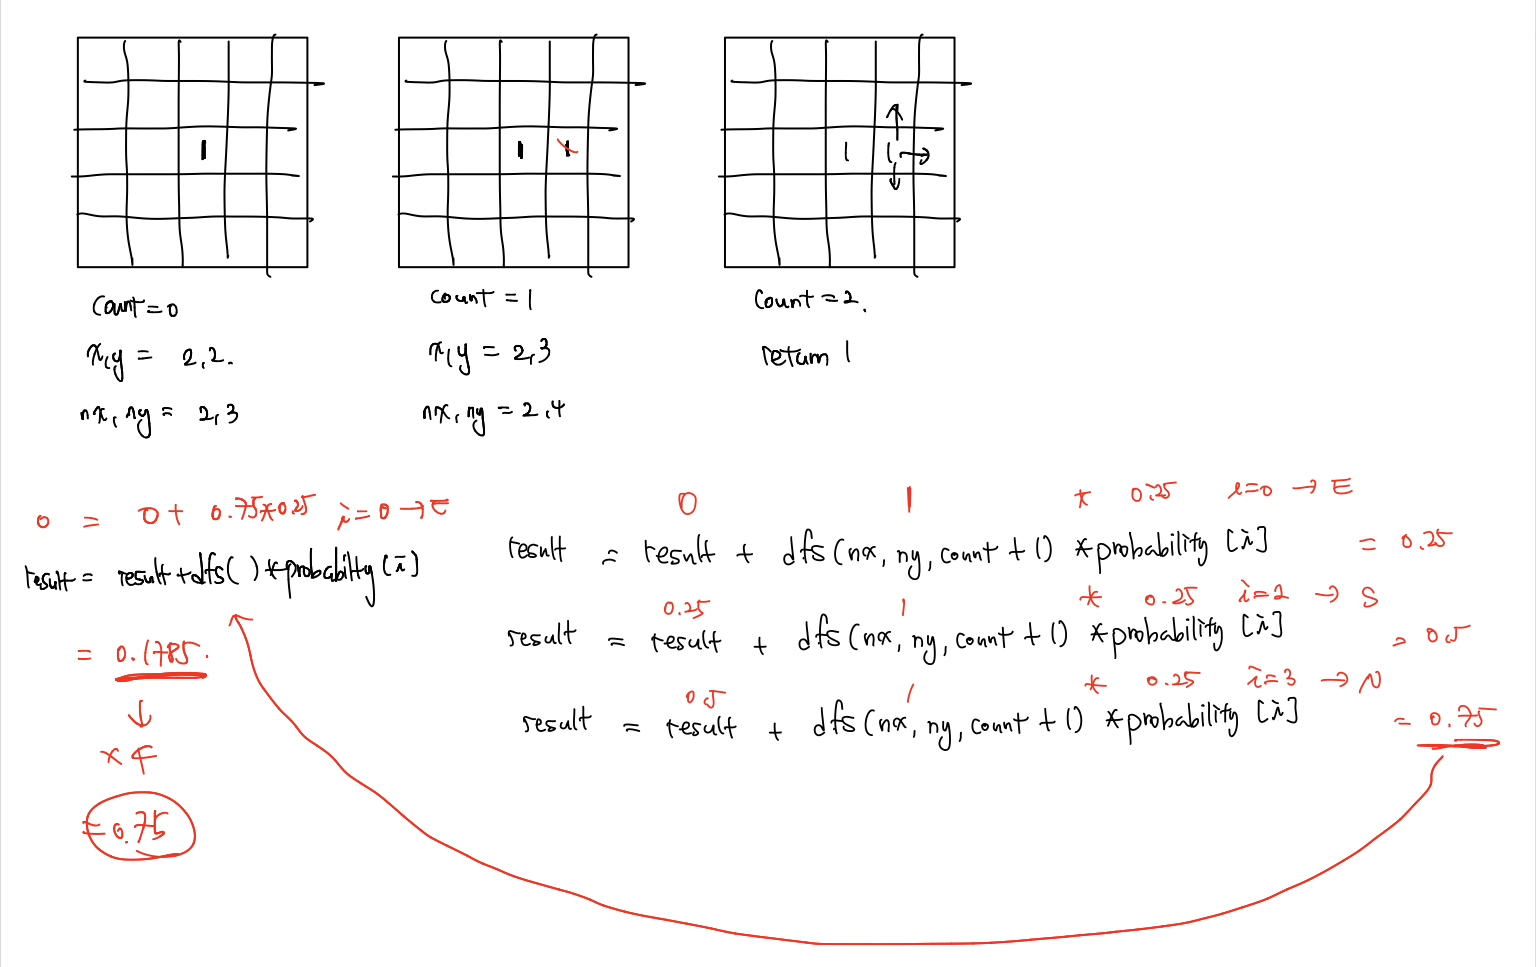 1
1 1
1 1
count=0
x,y = 2,2.
nx, ny = 2,3
count = 1
x,y = 2,3
nx, ny = 2,4
count = 2.
return 1
0 = 0 + 0.75*0.25 i=0 → E
result = result + dfs( ) * probability [i]
= 0.1785.
↓
×4
= 0.75
0 1 * 0.25 i=0 → E
result = result + dfs (nx, ny, count + 1) * probability [i] = 0.25
0.25 1 * 0.25 i=2 → S
result = result + dfs (nx, ny, count + 1) * probability [i] = 0.5
0.5 1 * 0.25 i=3 → N
result = result + dfs (nx, ny, count + 1) * probability [i] = 0.75